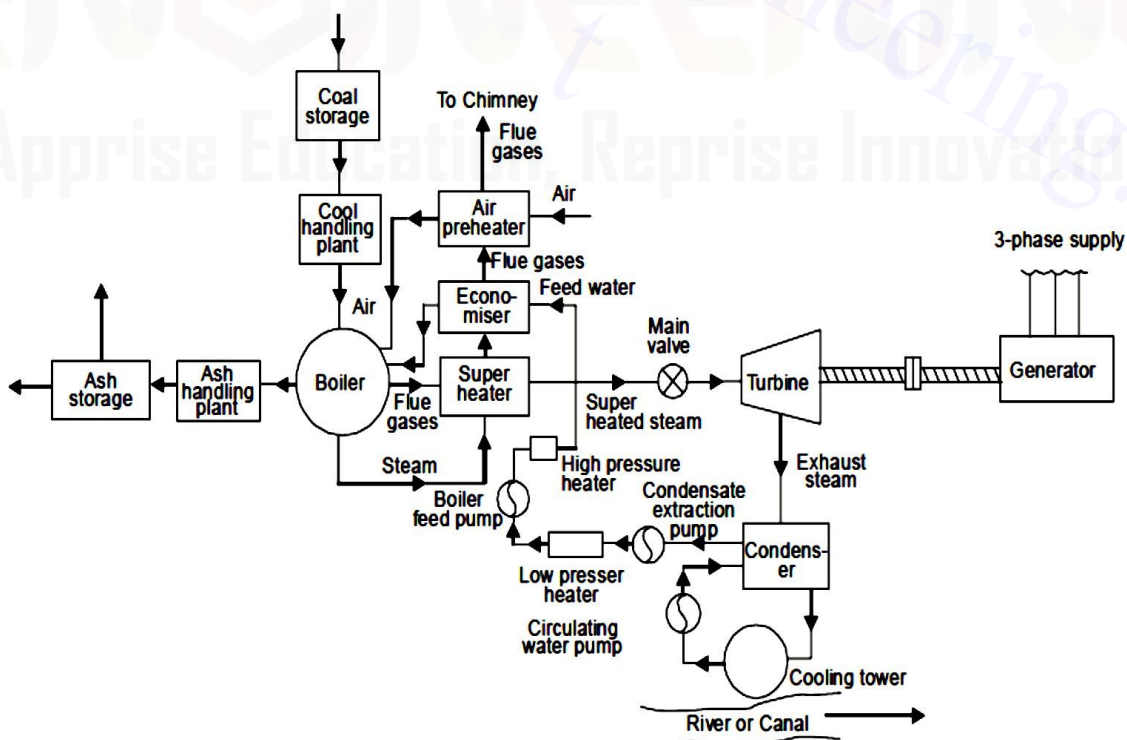 Apprise Education, Reprise Innovation
Coal
storage
To Chimney
Flue
gases
Cool
handling
plant
Air
preheater
Air
3-phase supply
Flue gases
Feed water
Air
Econo-
miser
Main
valve
Ash
storage
Ash
handling
plant
Boiler
Super
heater
Turbine
Generator
Flue
gases
Super
heated steam
Steam
High pressure
heater
Exhaust
steam
Boiler
feed pump
Condensate
extraction
pump
Condens-
er
Low presser
heater
Circulating
water pump
Cooling tower
River or Canal